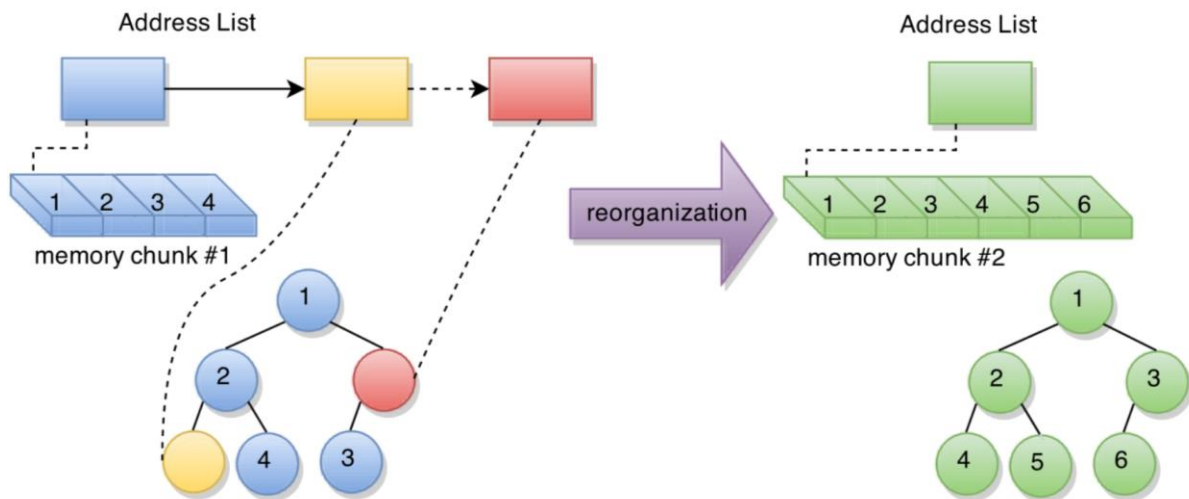 Address List
1 2 3 4
memory chunk #1
1
2
4 3
reorganization
Address List
1 2 3 4 5 6
memory chunk #2
1
2 3
4 5 6